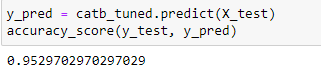 y_pred = catb_tuned.predict(X_test)
accuracy_score(y_test, y_pred)
0.9529702970297029